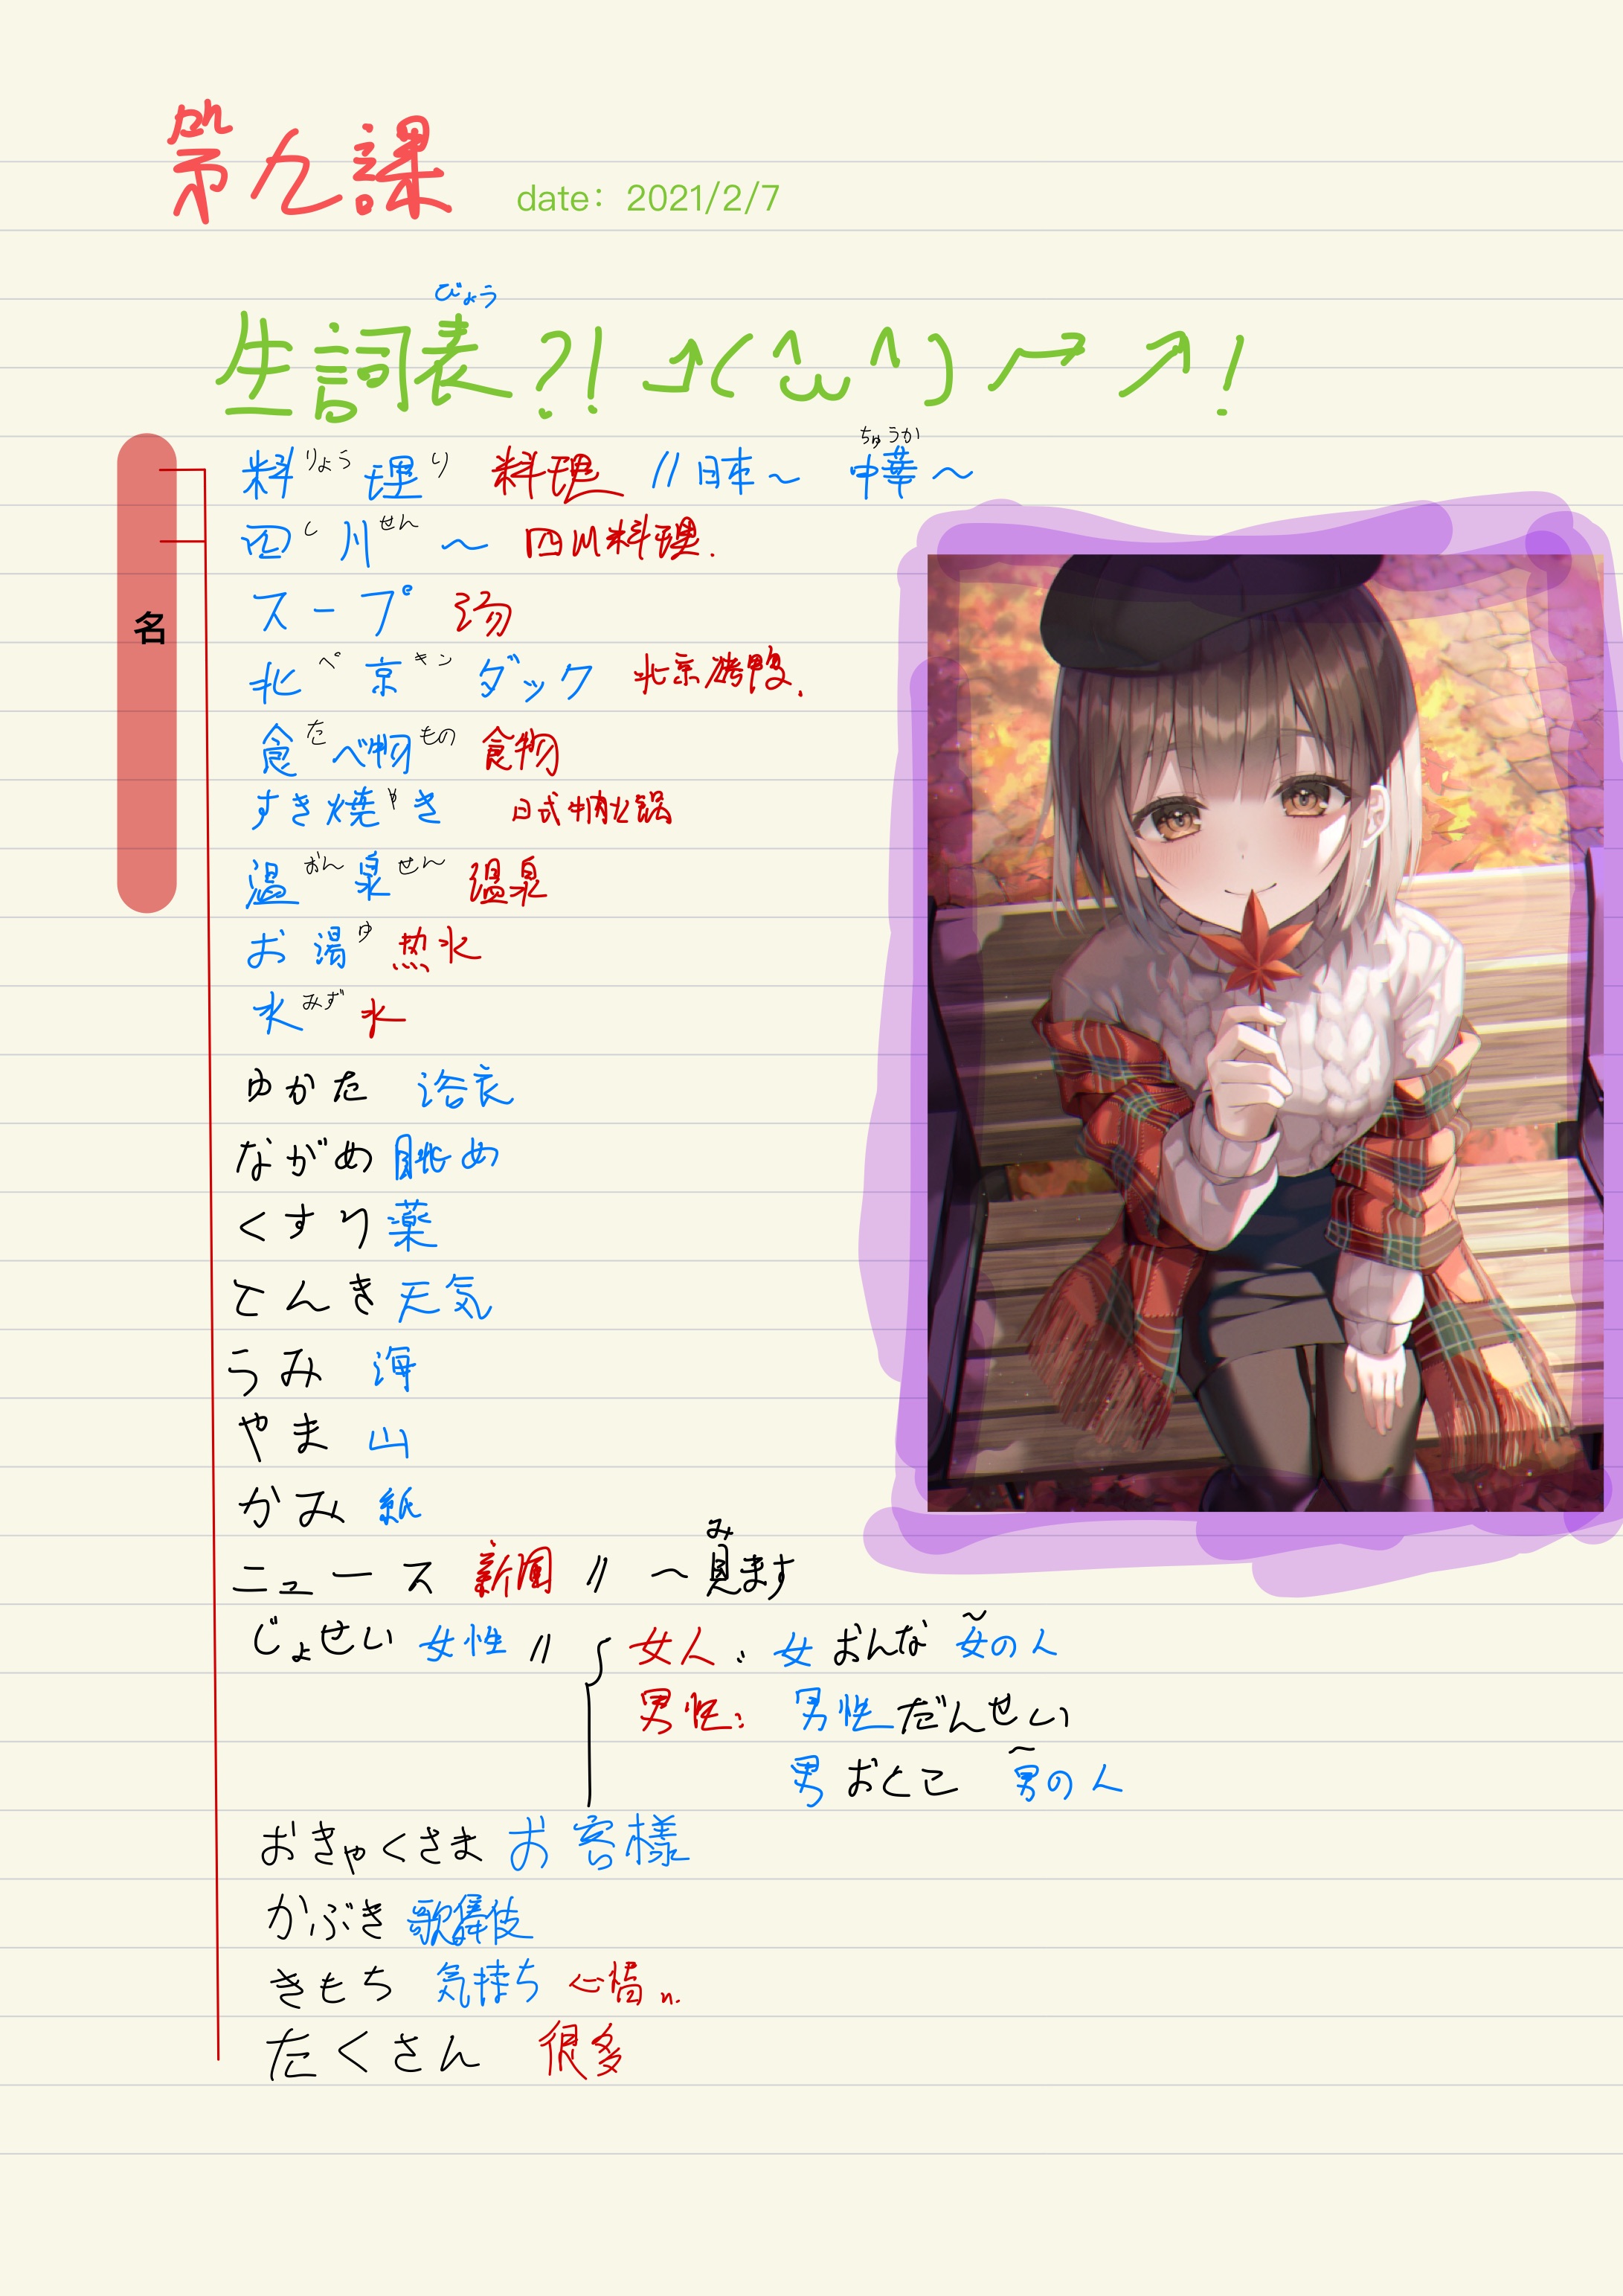 第九課 date：2021/2/7
びょう
生詞表?!⤴(^ω^)⤳↗!
ちゅうか
料りょう理り 料理 //日本～ 中華～
四し川せん～ 四川料理.
スープ 汤
北ペ京キンダック 北京烤鸭.
名
食た べ物もの 食物
すき焼やき 日式牛肉火锅
温おん泉せん 温泉
お湯ゆ 热水
水みず 水
ゆかた 浴衣
ながめ 眺め
くすり 薬
てんき 天気
うみ 海
やま 山
かみ 紙
み
ニュース 新闻 // ～見ます
じょせい 女性 // 女人: 女 おんな 女の人
男性: 男性 だんせい
男 おとこ 男の人
おきゃくさま お客様
かぶき 歌舞伎
きもち 気持ち 心情 n.
たくさん 很多